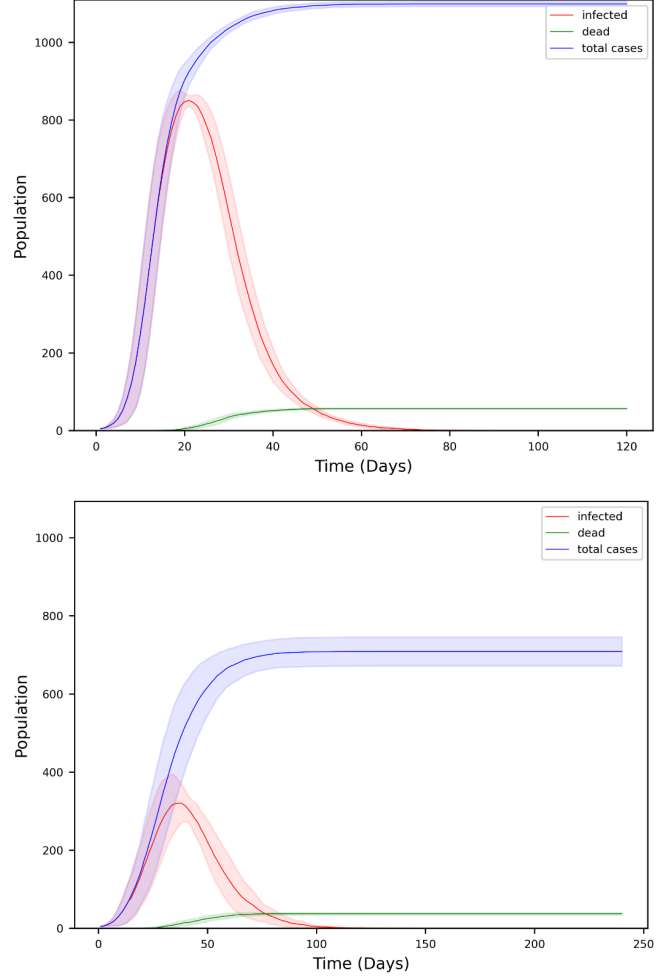 infected
dead
total cases
1000
800
600
400
200
0
Population
0 20 40 60 80 100 120
Time (Days)
infected
dead
total cases
1000
800
600
400
200
0
Population
0 50 100 150 200 250
Time (Days)